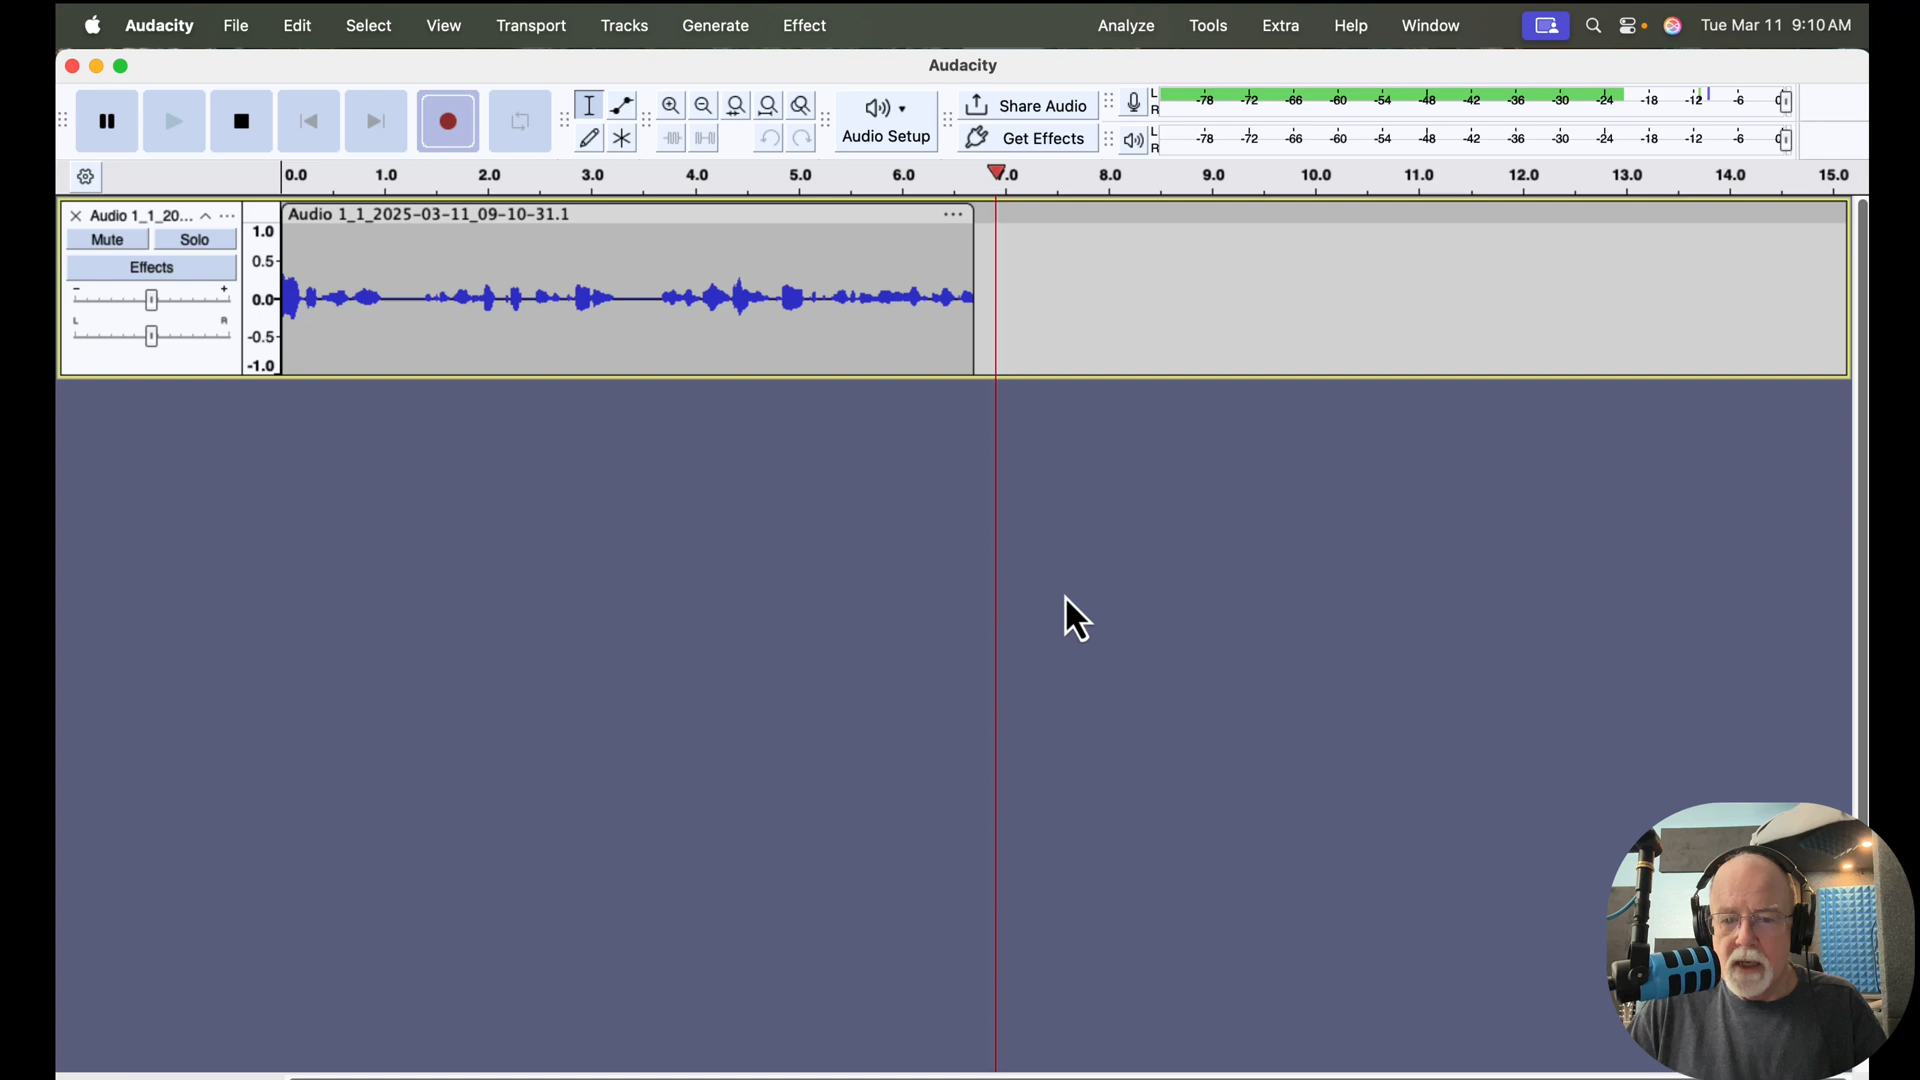 Audacity File Edit Select View Transport Tracks Generate Effect Analyze Tools Extra Help Window Tue Mar 11 9:10 AM
Audacity
Audio Setup
Share Audio
Get Effects
L
R
-78 -72 -66 -60 -54 -48 -42 -36 -30 -24 -18 -12 -6 0
L
R
-78 -72 -66 -60 -54 -48 -42 -36 -30 -24 -18 -12 -6 0
0.0 1.0 2.0 3.0 4.0 5.0 6.0 7.0 8.0 9.0 10.0 11.0 12.0 13.0 14.0 15.0
Audio 1_1_20...
Mute Solo
Effects
- +
L R
1.0
0.5
0.0
-0.5
-1.0
Audio 1_1_2025-03-11_09-10-31.1